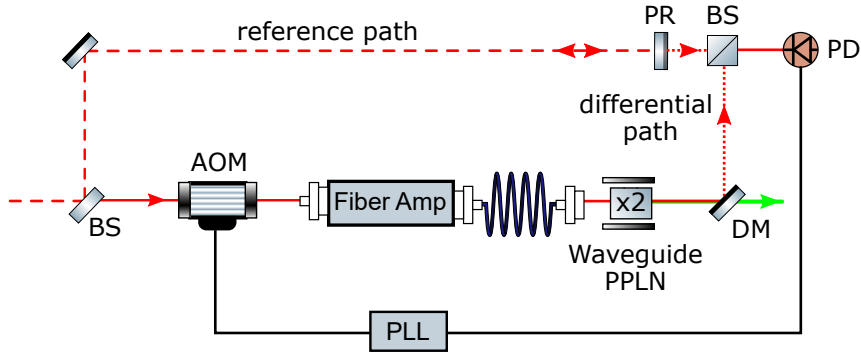 PR
BS
reference path
PD
differential
path
AOM
Fiber Amp
x2
BS
DM
Waveguide
PPLN
PLL